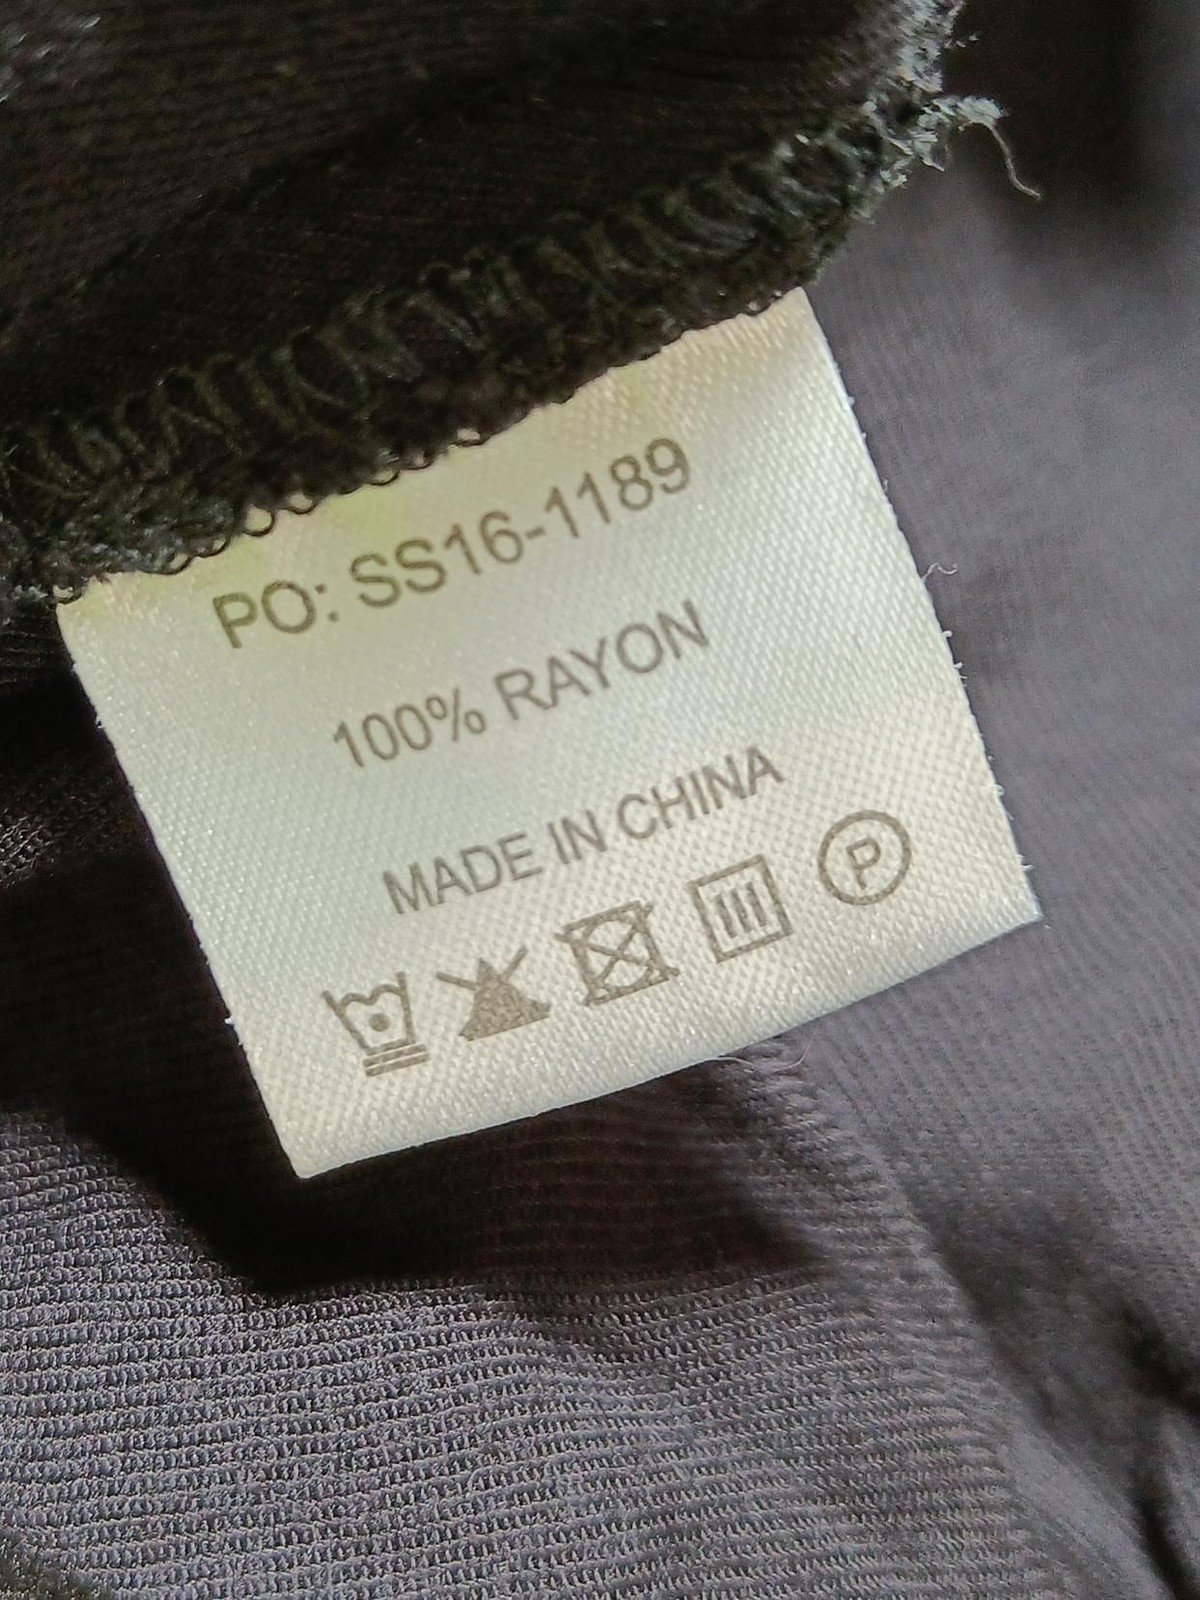 PO: SS16-1189
100% RAYON
MADE IN CHINA
P